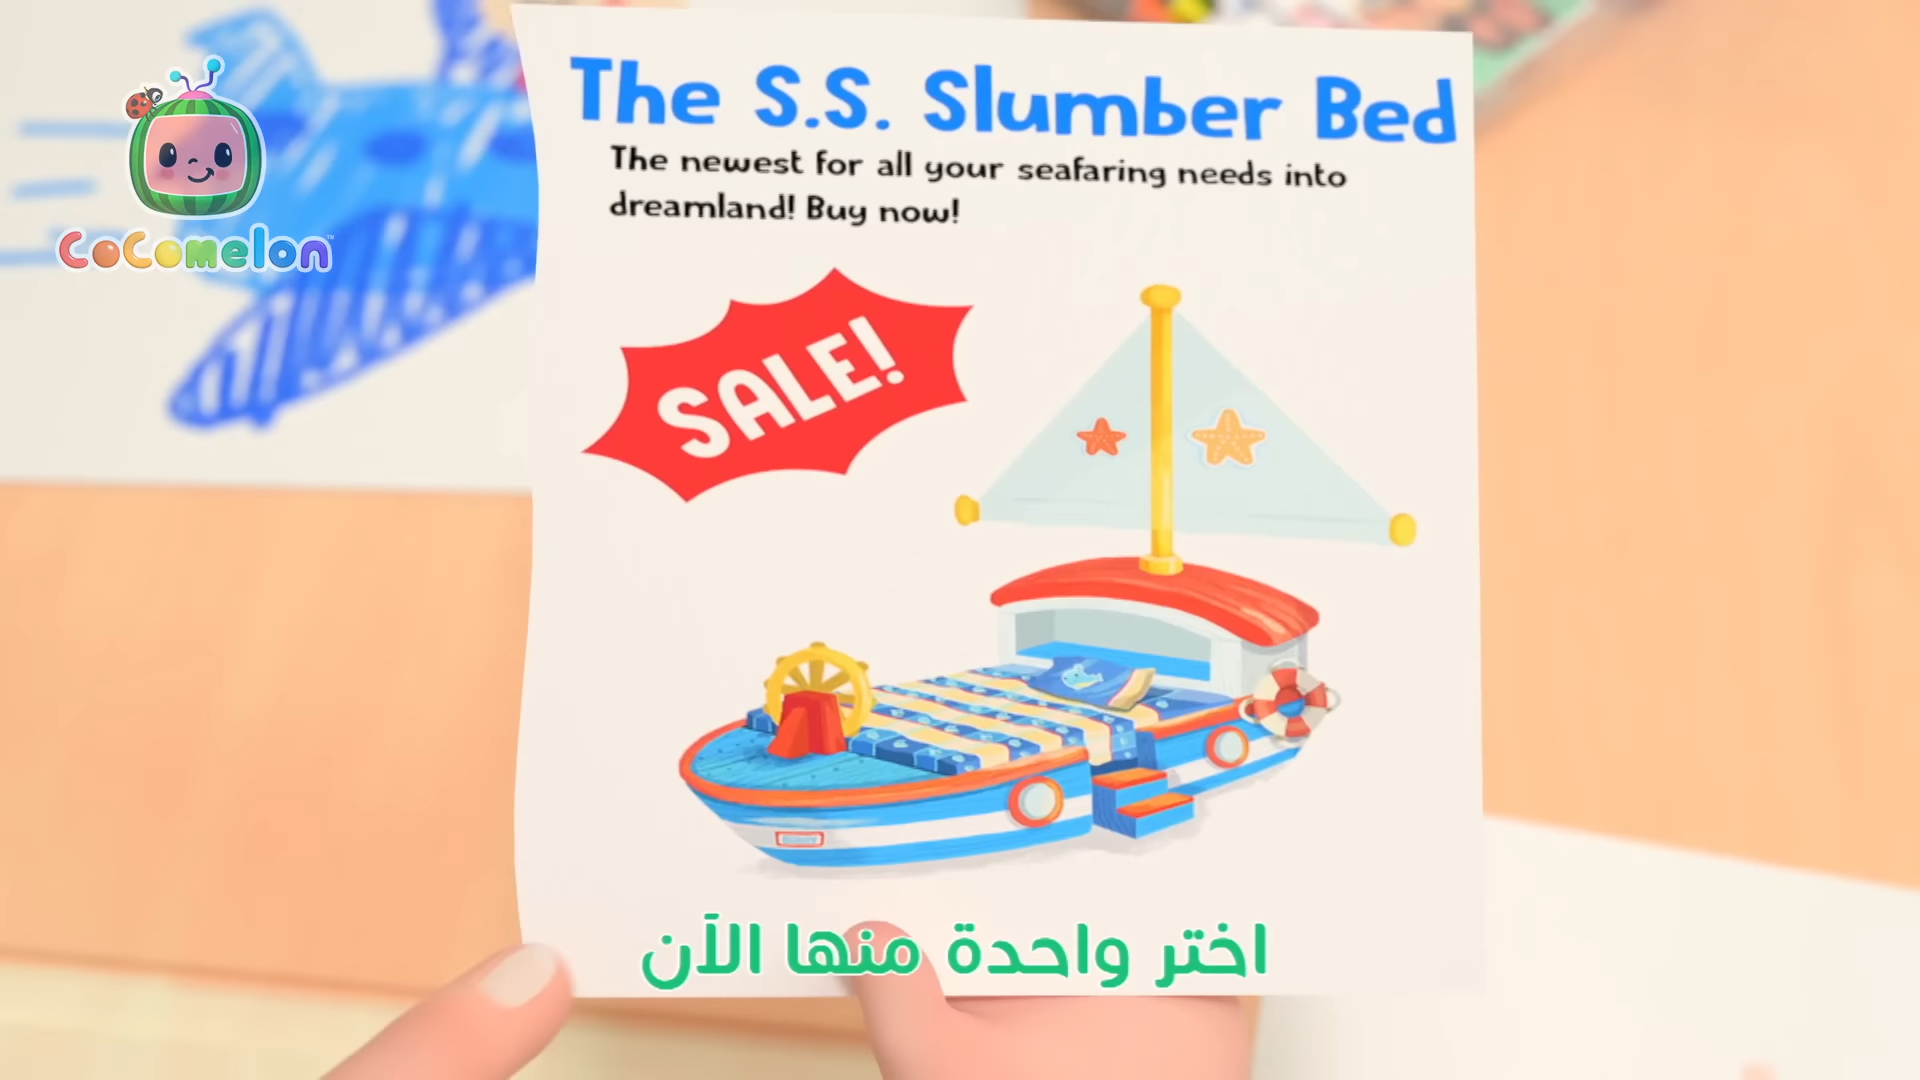 CoComelon
The S.S. Slumber Bed
The newest for all your seafaring needs into
dreamland! Buy now!
SALE!
اختر واحدة منها الآن